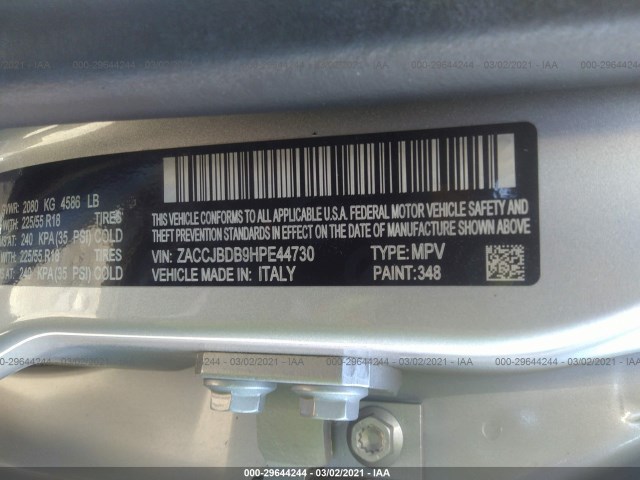 000-29644244 / 03/02/2021 - IAA
000-29644244 / 03/02/2021 - IAA
000-29644244 / 03/02/2021 - IAA
2080 KG 4586 LB
WITH: 225/55 R18 TIRES
AT: 240 KPA(35 PSI) COLD
WITH: 225/55 R18 TIRES
AT: 240 KPA(35 PSI) COLD
THIS VEHICLE CONFORMS TO ALL APPLICABLE U.S.A. FEDERAL MOTOR VEHICLE SAFETY AND
THEFT PREVENTION STANDARDS IN EFFECT ON THE DATE OF MANUFACTURE SHOWN ABOVE.
VIN: ZACCJBDB9HPE44730 TYPE: MPV
VEHICLE MADE IN ITALY PAINT: 348
000-29644244 / 03/02/2021 - IAA
000-29644244 / 03/02/2021 - IAA
000-29644244 / 03/02/2021 - IAA
000-29644244 / 03/02/2021 - IAA